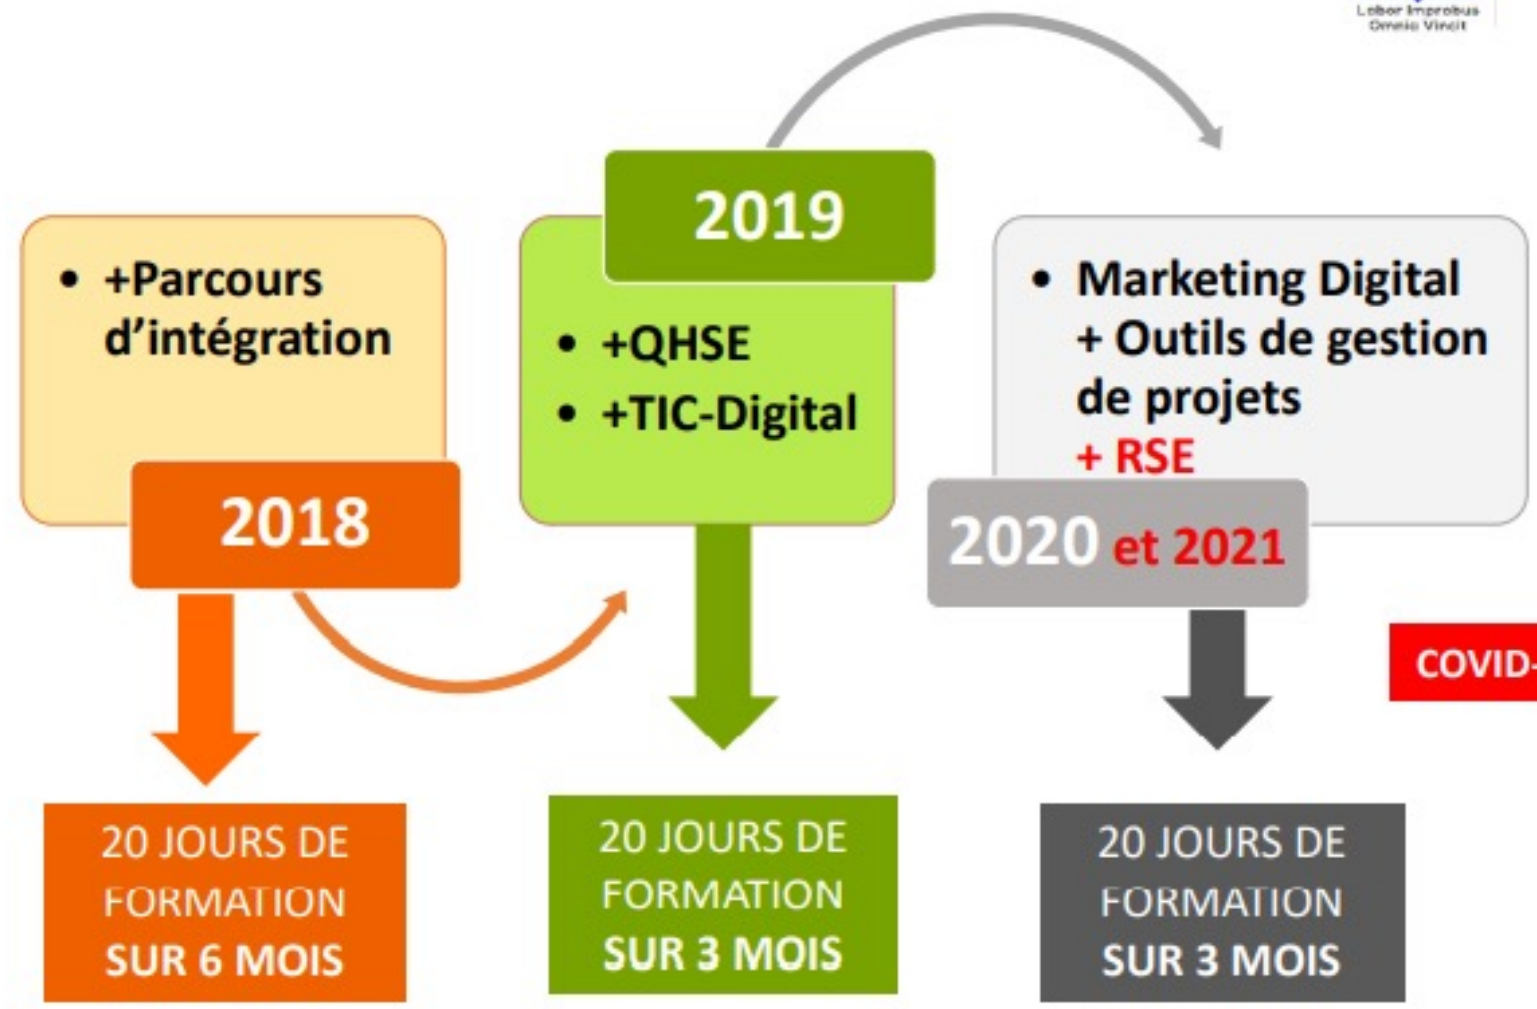 Labor Improbus
Omnia Vincit
• +Parcours
d’intégration
2018
20 JOURS DE
FORMATION
SUR 6 MOIS
2019
• +QHSE
• +TIC-Digital
20 JOURS DE
FORMATION
SUR 3 MOIS
• Marketing Digital
+ Outils de gestion
de projets
+ RSE
2020 et 2021
COVID-
20 JOURS DE
FORMATION
SUR 3 MOIS